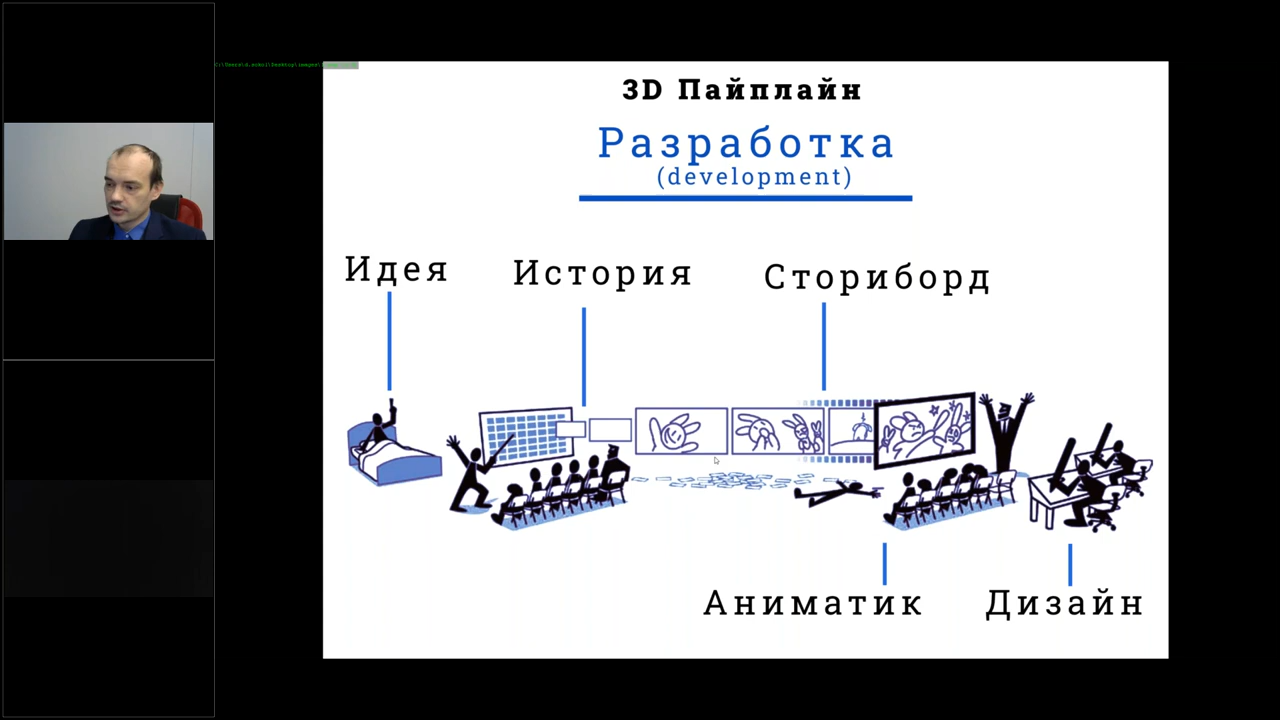 3D Пайплайн
Разработка
(development)
Идея
История
Сториборд
Аниматик
Дизайн